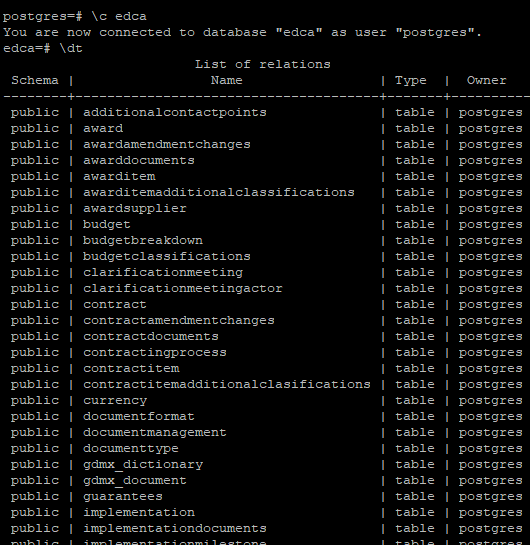 postgres=# \c edca
You are now connected to database "edca" as user "postgres".
edca=# \dt
List of relations
Schema | Name | Type | Owner
--------+--------------------------------------+-------+----------
public | additionalcontactpoints | table | postgres
public | award | table | postgres
public | awardamendmentchanges | table | postgres
public | awarddocuments | table | postgres
public | awarditem | table | postgres
public | awarditemadditionalclassifications | table | postgres
public | awardsupplier | table | postgres
public | budget | table | postgres
public | budgetbreakdown | table | postgres
public | budgetclassifications | table | postgres
public | clarificationmeeting | table | postgres
public | clarificationmeetingactor | table | postgres
public | contract | table | postgres
public | contractamendmentchanges | table | postgres
public | contractdocuments | table | postgres
public | contractingprocess | table | postgres
public | contractitem | table | postgres
public | contractitemadditionalclasifications | table | postgres
public | currency | table | postgres
public | documentformat | table | postgres
public | documentmanagement | table | postgres
public | documenttype | table | postgres
public | gdmx_dictionary | table | postgres
public | gdmx_document | table | postgres
public | guarantees | table | postgres
public | implementation | table | postgres
public | implementationdocuments | table | postgres
public | implementationmilestone | table | postgres